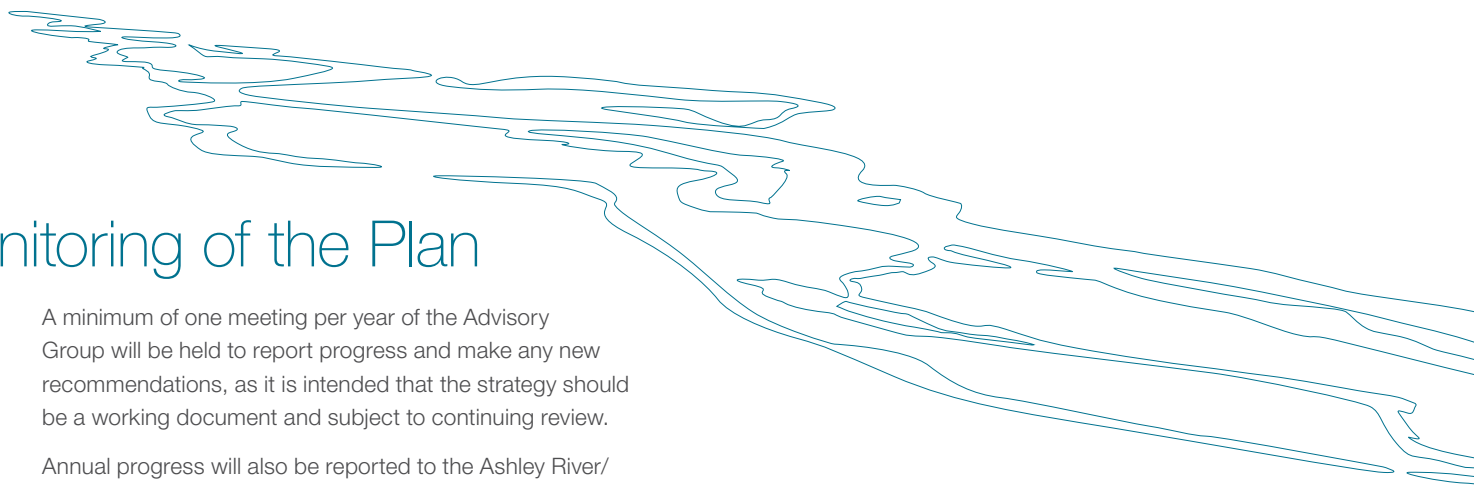 nitoring of the Plan
A minimum of one meeting per year of the Advisory
Group will be held to report progress and make any new
recommendations, as it is intended that the strategy should
be a working document and subject to continuing review.
Annual progress will also be reported to the Ashley River/